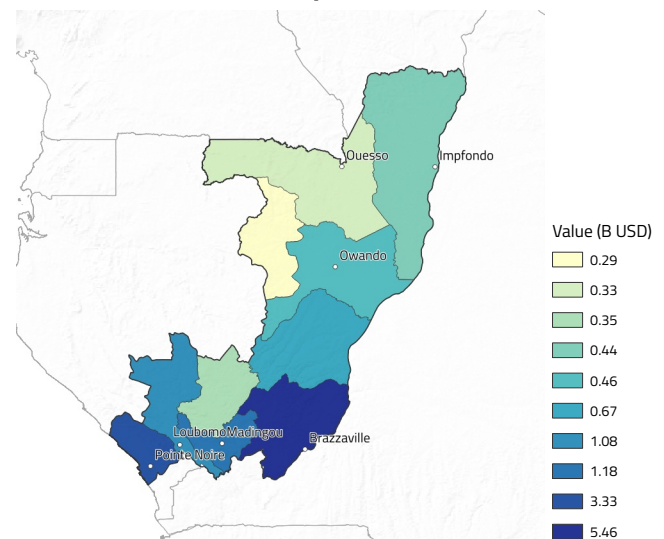 Ouesso
Impfondo
Owando
LoubomoMadingou
Brazzaville
Pointe Noire
Value (B USD)
0.29
0.33
0.35
0.44
0.46
0.67
1.08
1.18
3.33
5.46